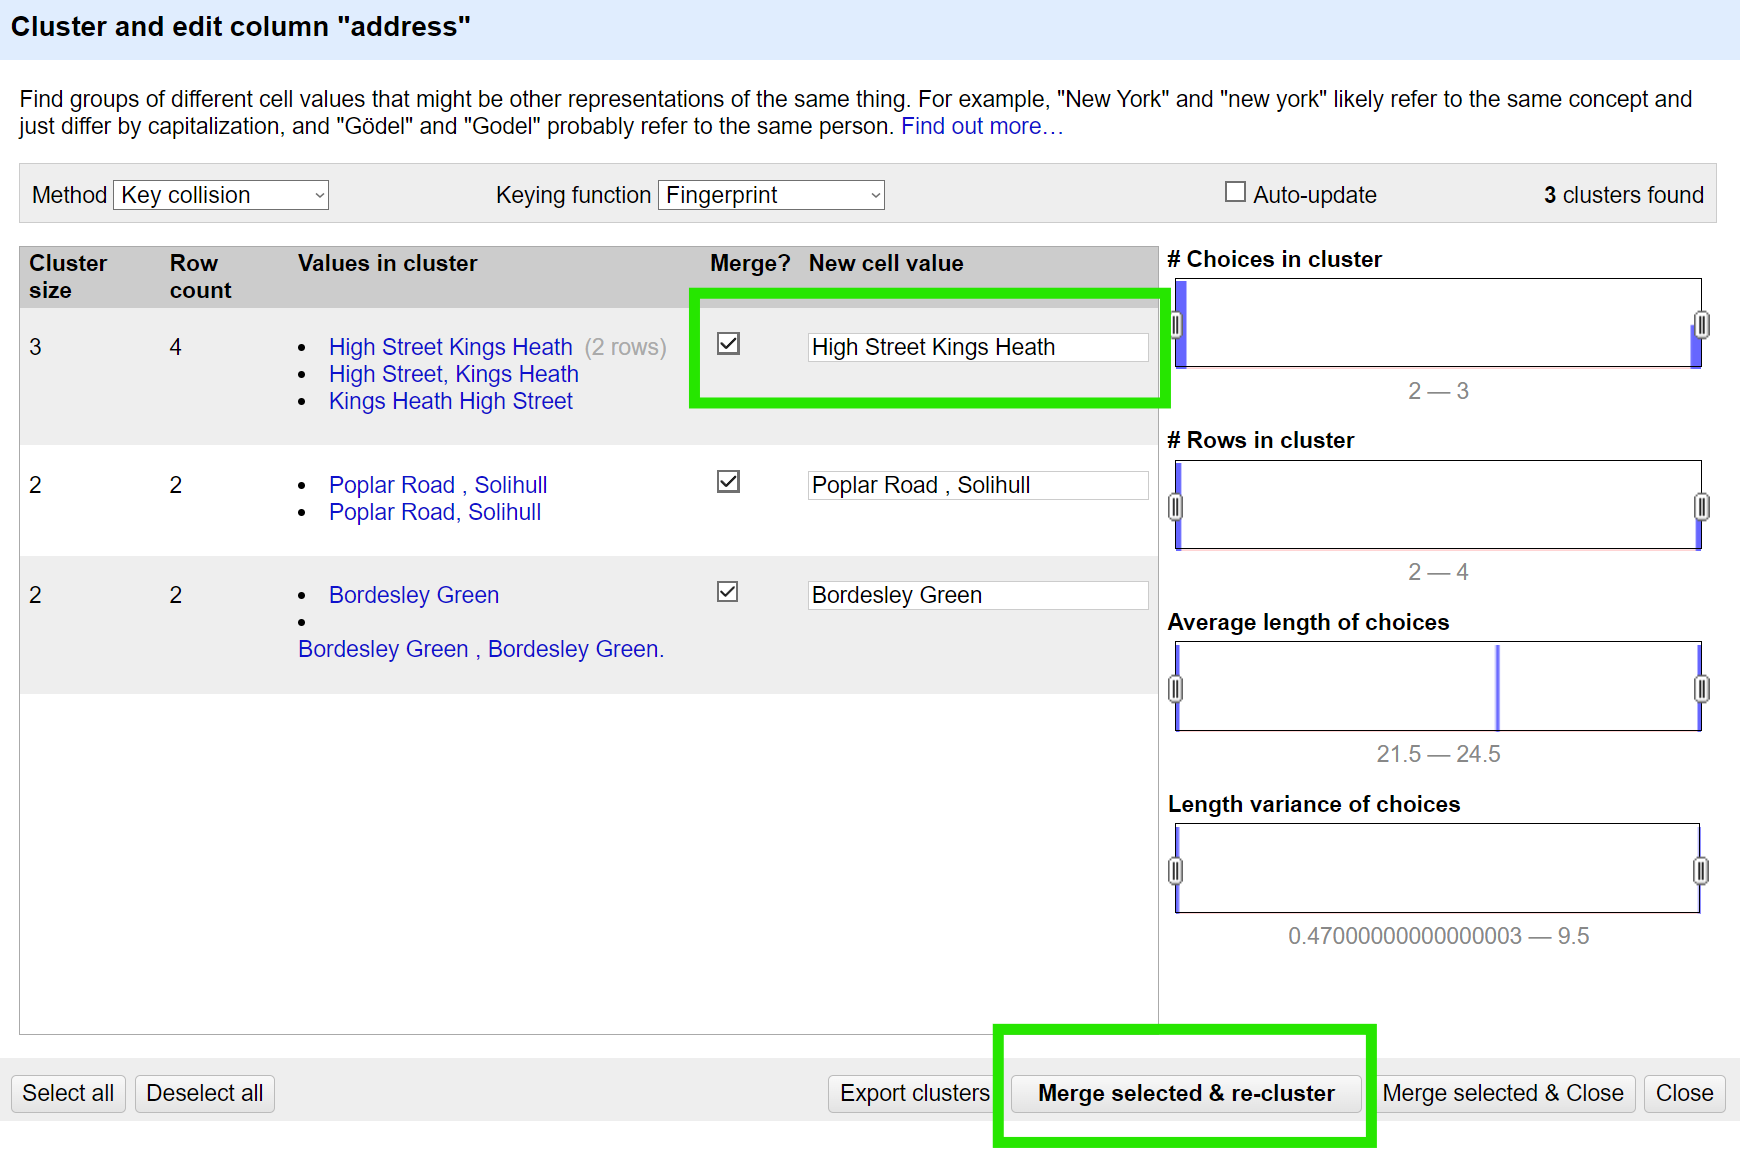 Cluster and edit column "address"
Find groups of different cell values that might be other representations of the same thing. For example, "New York" and "new york" likely refer to the same concept and
just differ by capitalization, and "Gödel" and "Godel" probably refer to the same person. Find out more…
Method Key collision Keying function Fingerprint Auto-update 3 clusters found
Cluster size Row count Values in cluster Merge? New cell value
3 4 High Street Kings Heath (2 rows) High Street Kings Heath
High Street, Kings Heath
Kings Heath High Street
2 2 Poplar Road , Solihull Poplar Road , Solihull
Poplar Road, Solihull
2 2 Bordesley Green Bordesley Green
Bordesley Green , Bordesley Green.
# Choices in cluster
2 — 3
# Rows in cluster
2 — 4
Average length of choices
21.5 — 24.5
Length variance of choices
0.47000000000000003 — 9.5
Select all Deselect all Export clusters Merge selected & re-cluster Merge selected & Close Close